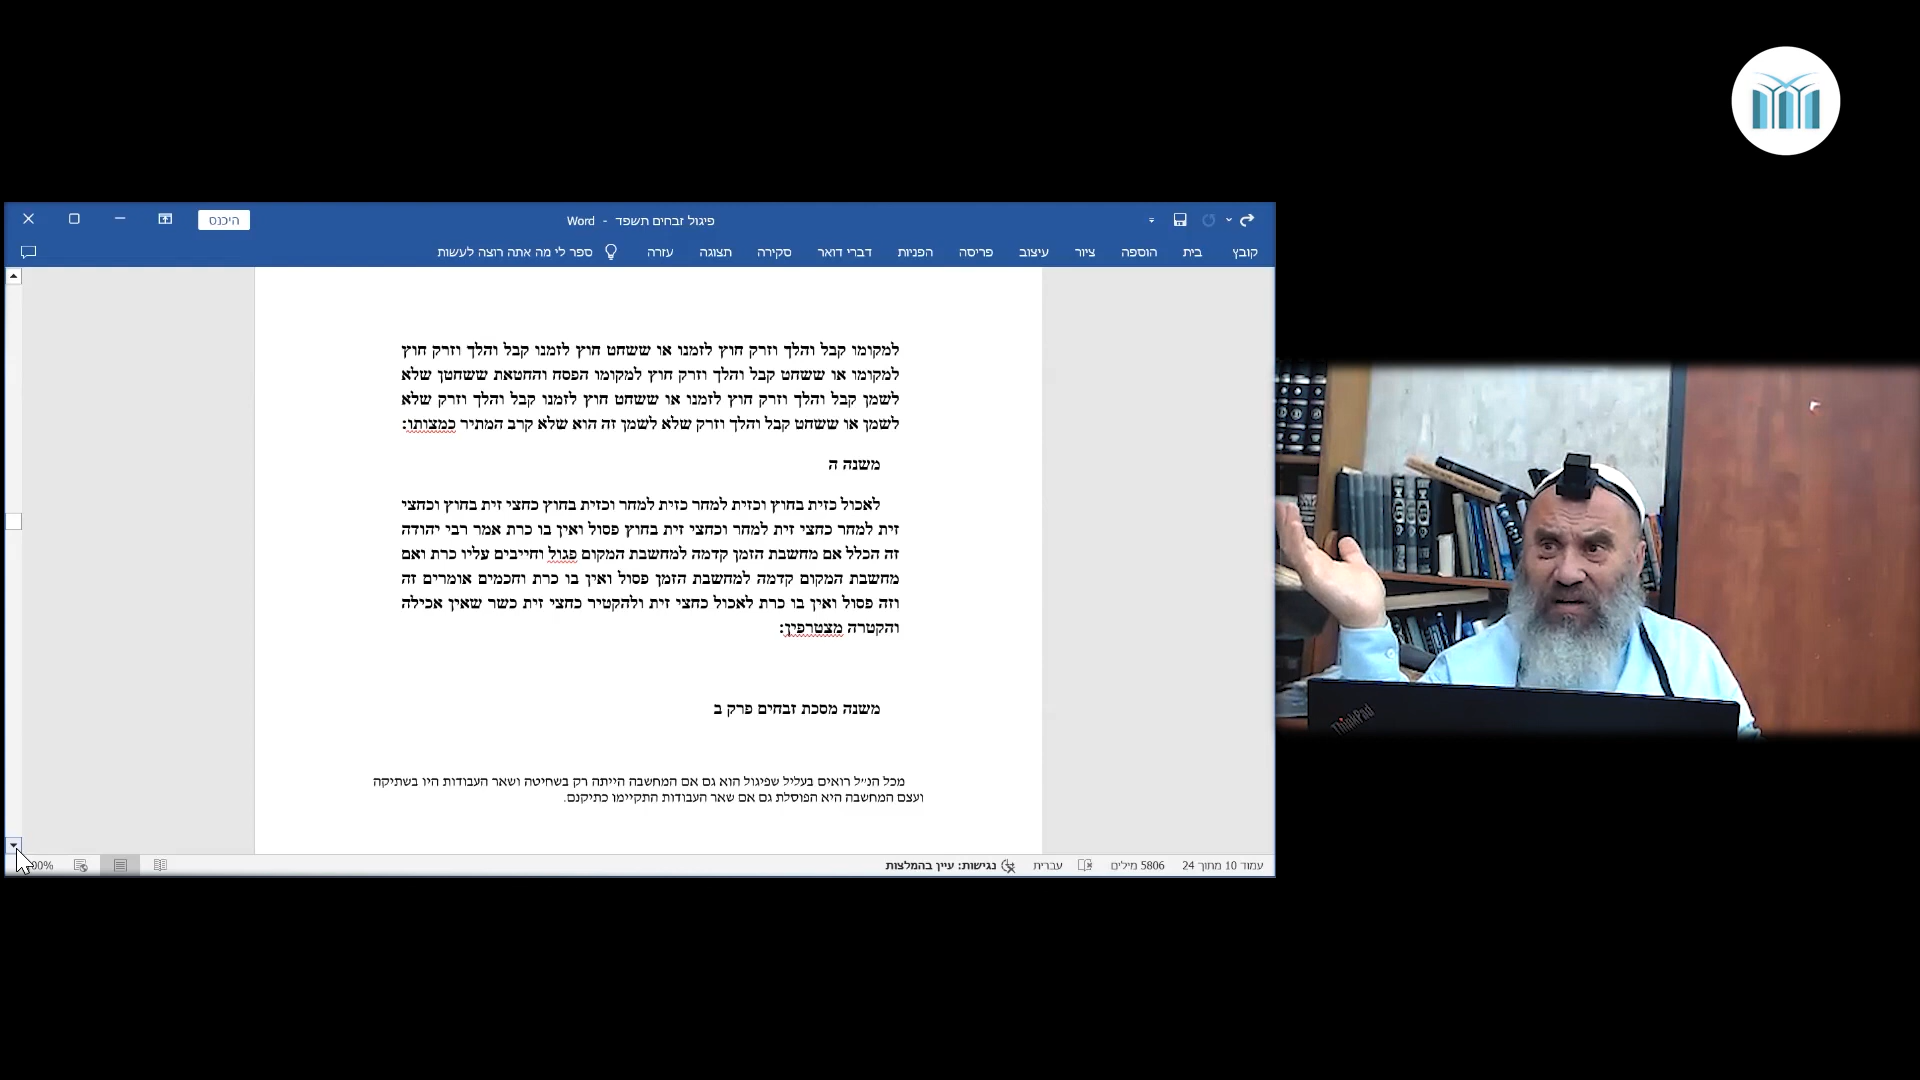 היכנס
פיגול זבחים תשפד - Word
קובץ בית הוספה ציור עיצוב פריסה הפניות דברי דואר סקירה תצוגה עזרה ספר לי מה אתה רוצה לעשות
למקומו קבל והלך וזרק חוץ לזמנו או ששחט חוץ לזמנו קבל והלך וזרק חוץ
למקומו או ששחט קבל והלך וזרק חוץ למקומו הפסח והחטאת ששחטן שלא
לשמן קבל והלך וזרק חוץ לזמנו או ששחט חוץ לזמנו קבל והלך וזרק שלא
לשמן או ששחט קבל והלך וזרק שלא לשמן זה הוא שלא קרב המתיר כמצותו:
משנה ה
לאכול כזית בחוץ וכזית למחר כזית למחר וכזית בחוץ כחצי זית בחוץ וכחצי
זית למחר כחצי זית למחר וכחצי זית בחוץ פסול ואין בו כרת אמר רבי יהודה
זה הכלל אם מחשבת הזמן קדמה למחשבת המקום פגול וחייבים עליו כרת ואם
מחשבת המקום קדמה למחשבת הזמן פסול ואין בו כרת וחכמים אומרים זה
וזה פסול ואין בו כרת לאכול כחצי זית ולהקטיר כחצי זית כשר שאין אכילה
והקטרה מצטרפין:
משנה מסכת זבחים פרק ב
מכל הנ״ל רואים בעליל שפיגול הוא גם אם המחשבה הייתה רק בשחיטה ושאר העבודות היו בשתיקה
ועצם המחשבה היא הפוסלת גם אם שאר העבודות התקיימו כתיקנם.
עמוד 10 מתוך 24 5806 מילים עברית נגישות: עיין בהמלצות
ThinkPad